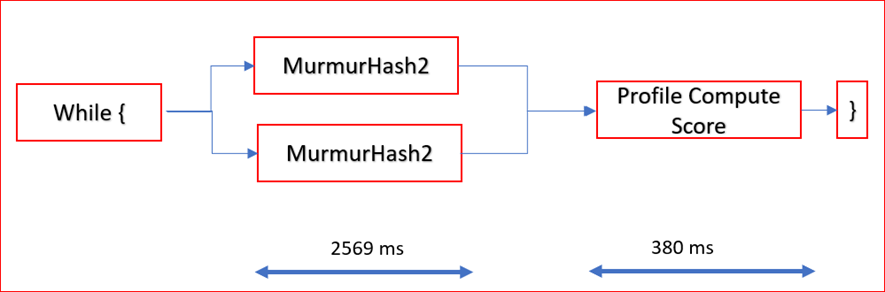 While {
MurmurHash2
MurmurHash2
Profile Compute
Score
}
2569 ms
380 ms